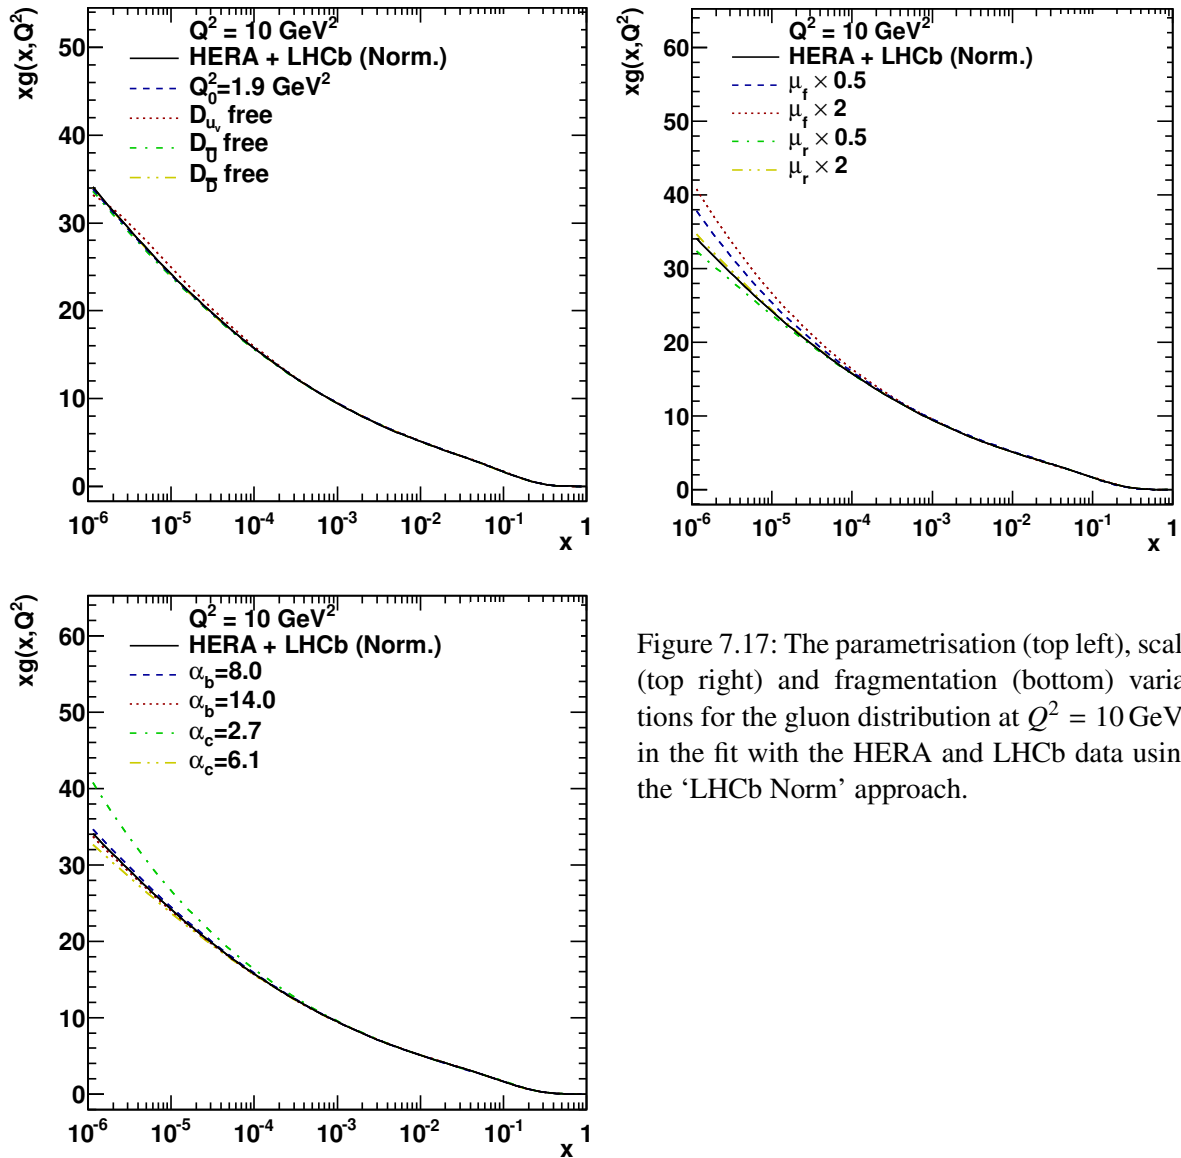 xg(x,Q²)
Q² = 10 GeV²
HERA + LHCb (Norm.)
Q²₀=1.9 GeV²
D_{u_v} free
D_Ū free
D_D̄ free
50
40
30
20
10
0
10⁻⁶ 10⁻⁵ 10⁻⁴ 10⁻³ 10⁻² 10⁻¹ 1
x
xg(x,Q²)
Q² = 10 GeV²
HERA + LHCb (Norm.)
μ_f × 0.5
μ_f × 2
μ_r × 0.5
μ_r × 2
60
50
40
30
20
10
0
10⁻⁶ 10⁻⁵ 10⁻⁴ 10⁻³ 10⁻² 10⁻¹ 1
x
xg(x,Q²)
Q² = 10 GeV²
HERA + LHCb (Norm.)
α_b=8.0
α_b=14.0
α_c=2.7
α_c=6.1
60
50
40
30
20
10
0
10⁻⁶ 10⁻⁵ 10⁻⁴ 10⁻³ 10⁻² 10⁻¹ 1
x
Figure 7.17: The parametrisation (top left), scal
(top right) and fragmentation (bottom) varia
tions for the gluon distribution at Q² = 10 GeV
in the fit with the HERA and LHCb data usin
the ‘LHCb Norm’ approach.